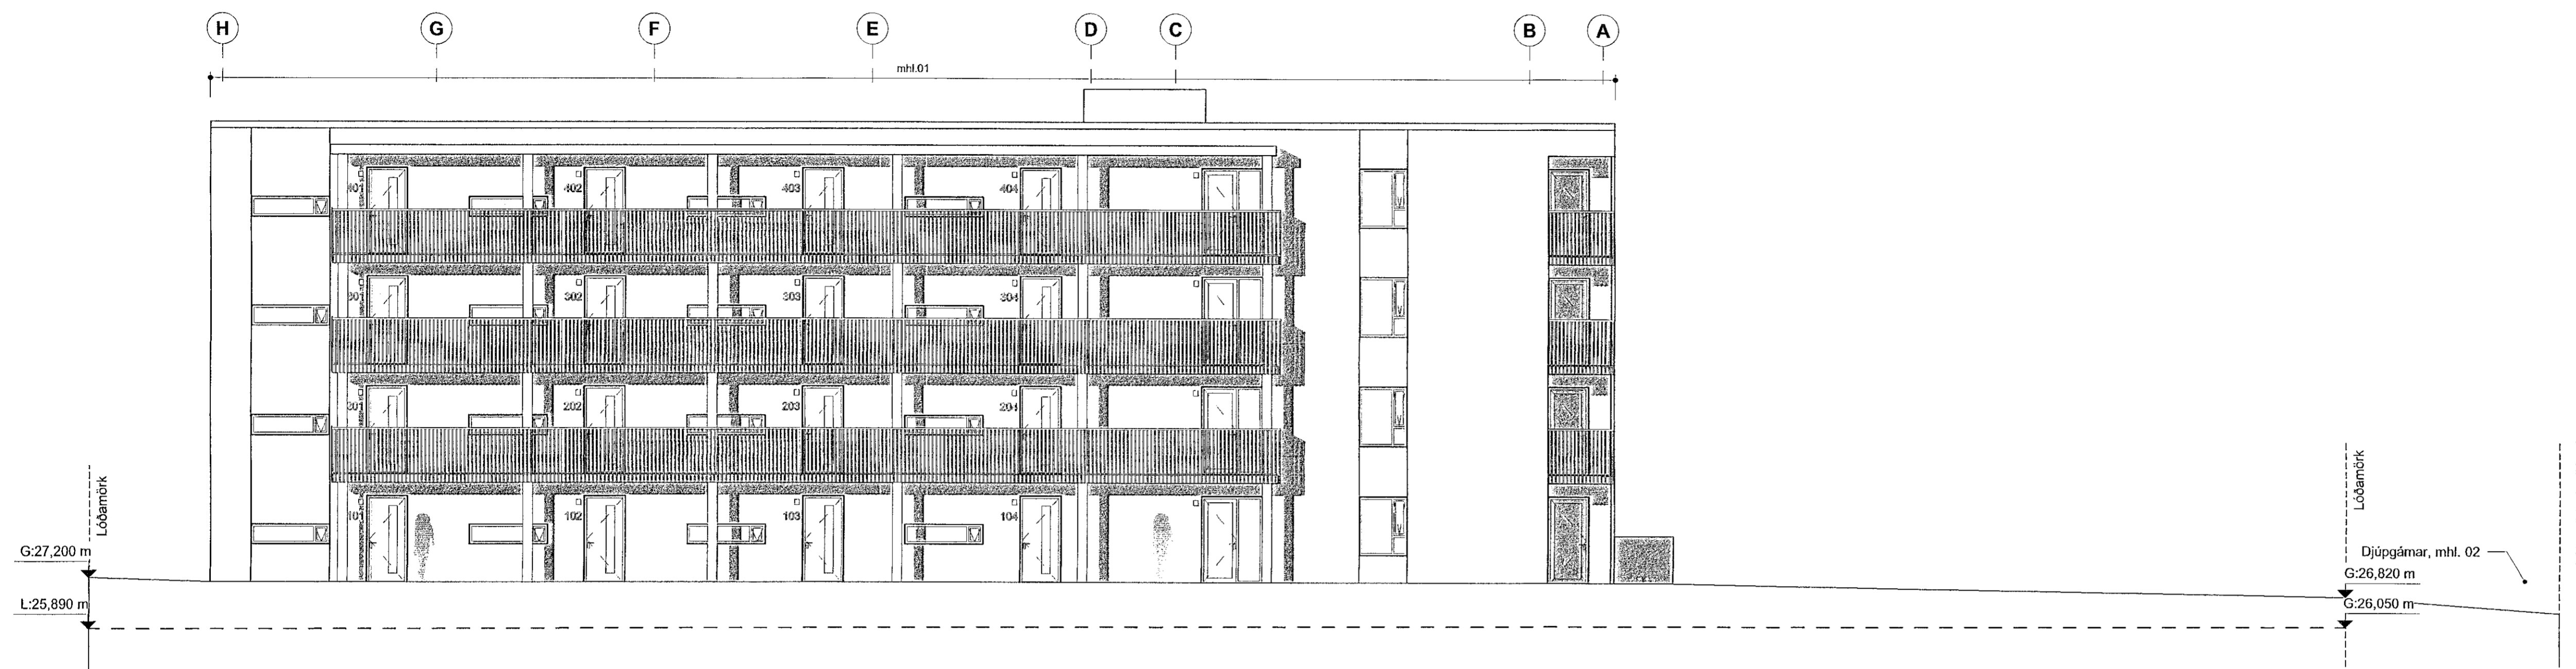 H G F E D C B A
mhl.01
401 402 403 404
301 302 303 304
301 202 203 204
101 102 103 104
Lóðamörk
Lóðamörk
G:27,200 m
L:25,890 m
Djúpgámar, mhl. 02
G:26,820 m
G:26,050 m